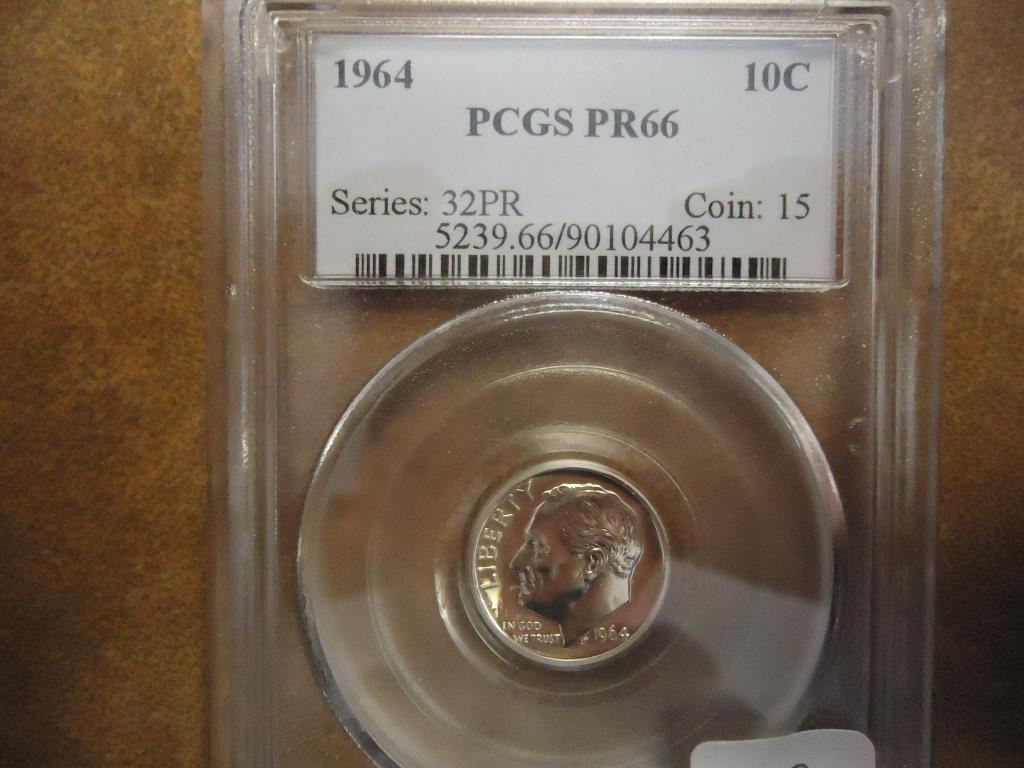 1964 10C
PCGS PR66
Series: 32PR Coin: 15
5239.66/90104463
LIBERTY
IN GOD
WE TRUST
1964